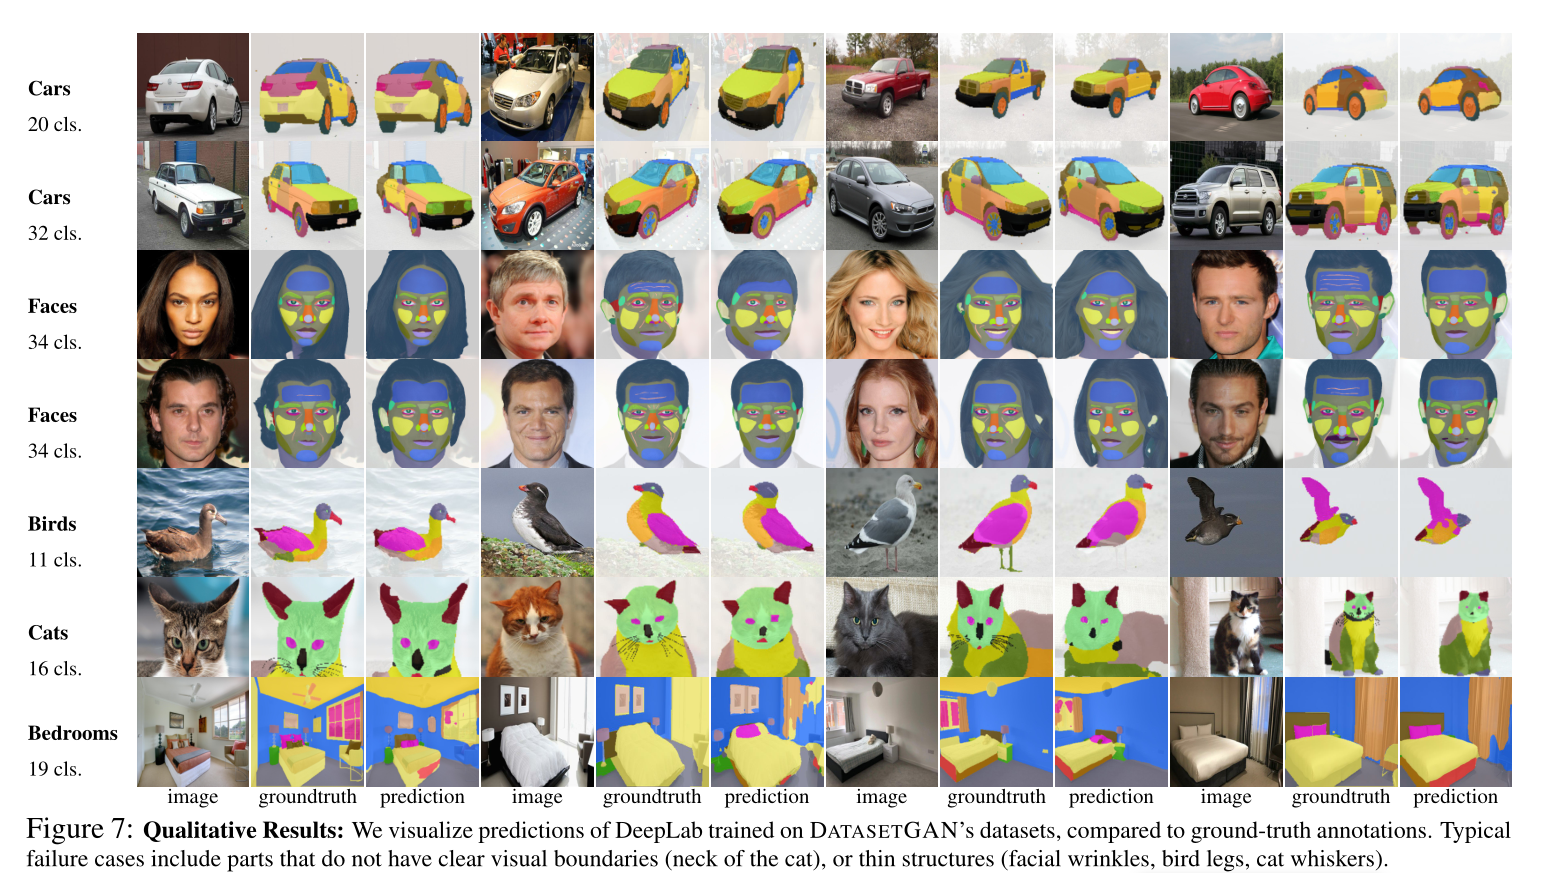 Cars
20 cls.
Cars
32 cls.
Faces
34 cls.
Faces
34 cls.
Birds
11 cls.
Cats
16 cls.
Bedrooms
19 cls.
image groundtruth prediction image groundtruth prediction image groundtruth prediction image groundtruth prediction
Figure 7: Qualitative Results: We visualize predictions of DeepLab trained on DATASETGAN's datasets, compared to ground-truth annotations. Typical
failure cases include parts that do not have clear visual boundaries (neck of the cat), or thin structures (facial wrinkles, bird legs, cat whiskers).